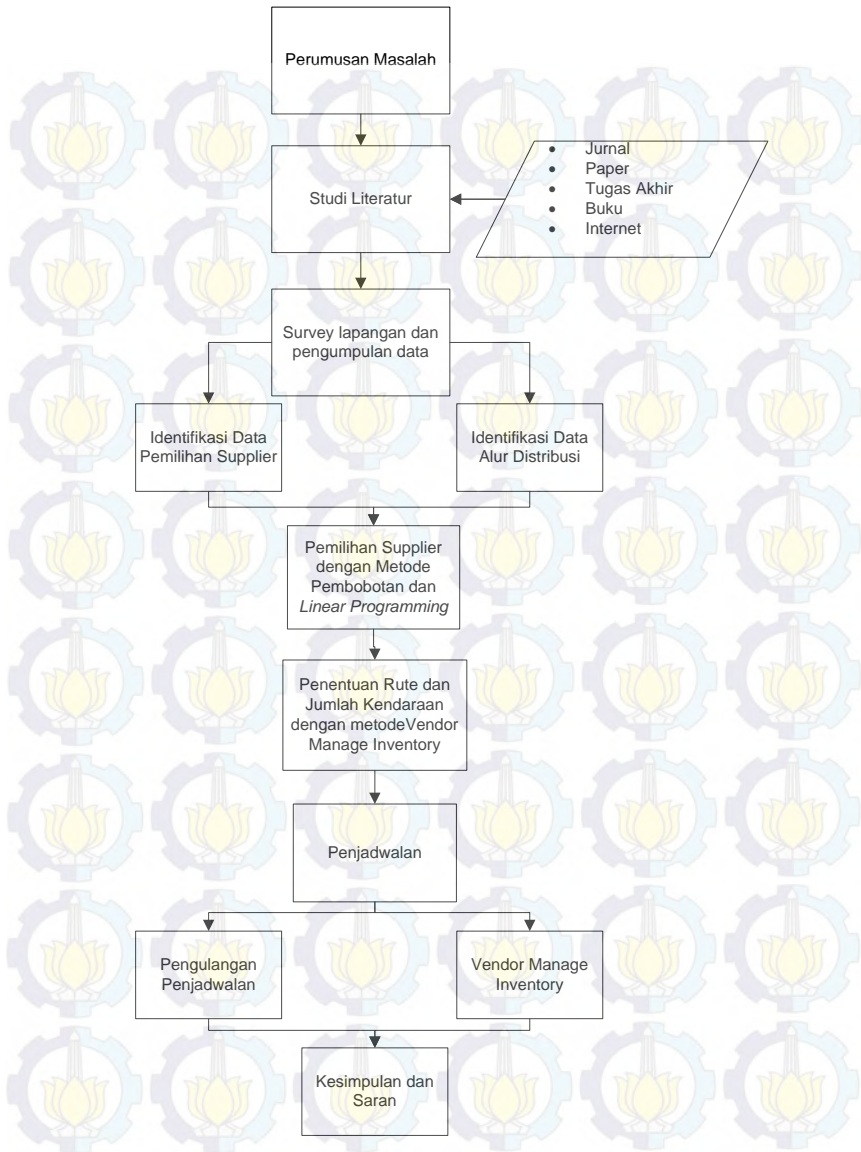 Perumusan Masalah
Studi Literatur
• Jurnal
• Paper
• Tugas Akhir
• Buku
• Internet
Survey lapangan dan
pengumpulan data
Identifikasi Data
Pemilihan Supplier
Identifikasi Data
Alur Distribusi
Pemilihan Supplier
dengan Metode
Pembobotan dan
Linear Programming
Penentuan Rute dan
Jumlah Kendaraan
dengan metodeVendor
Manage Inventory
Penjadwalan
Pengulangan
Penjadwalan
Vendor Manage
Inventory
Kesimpulan dan
Saran